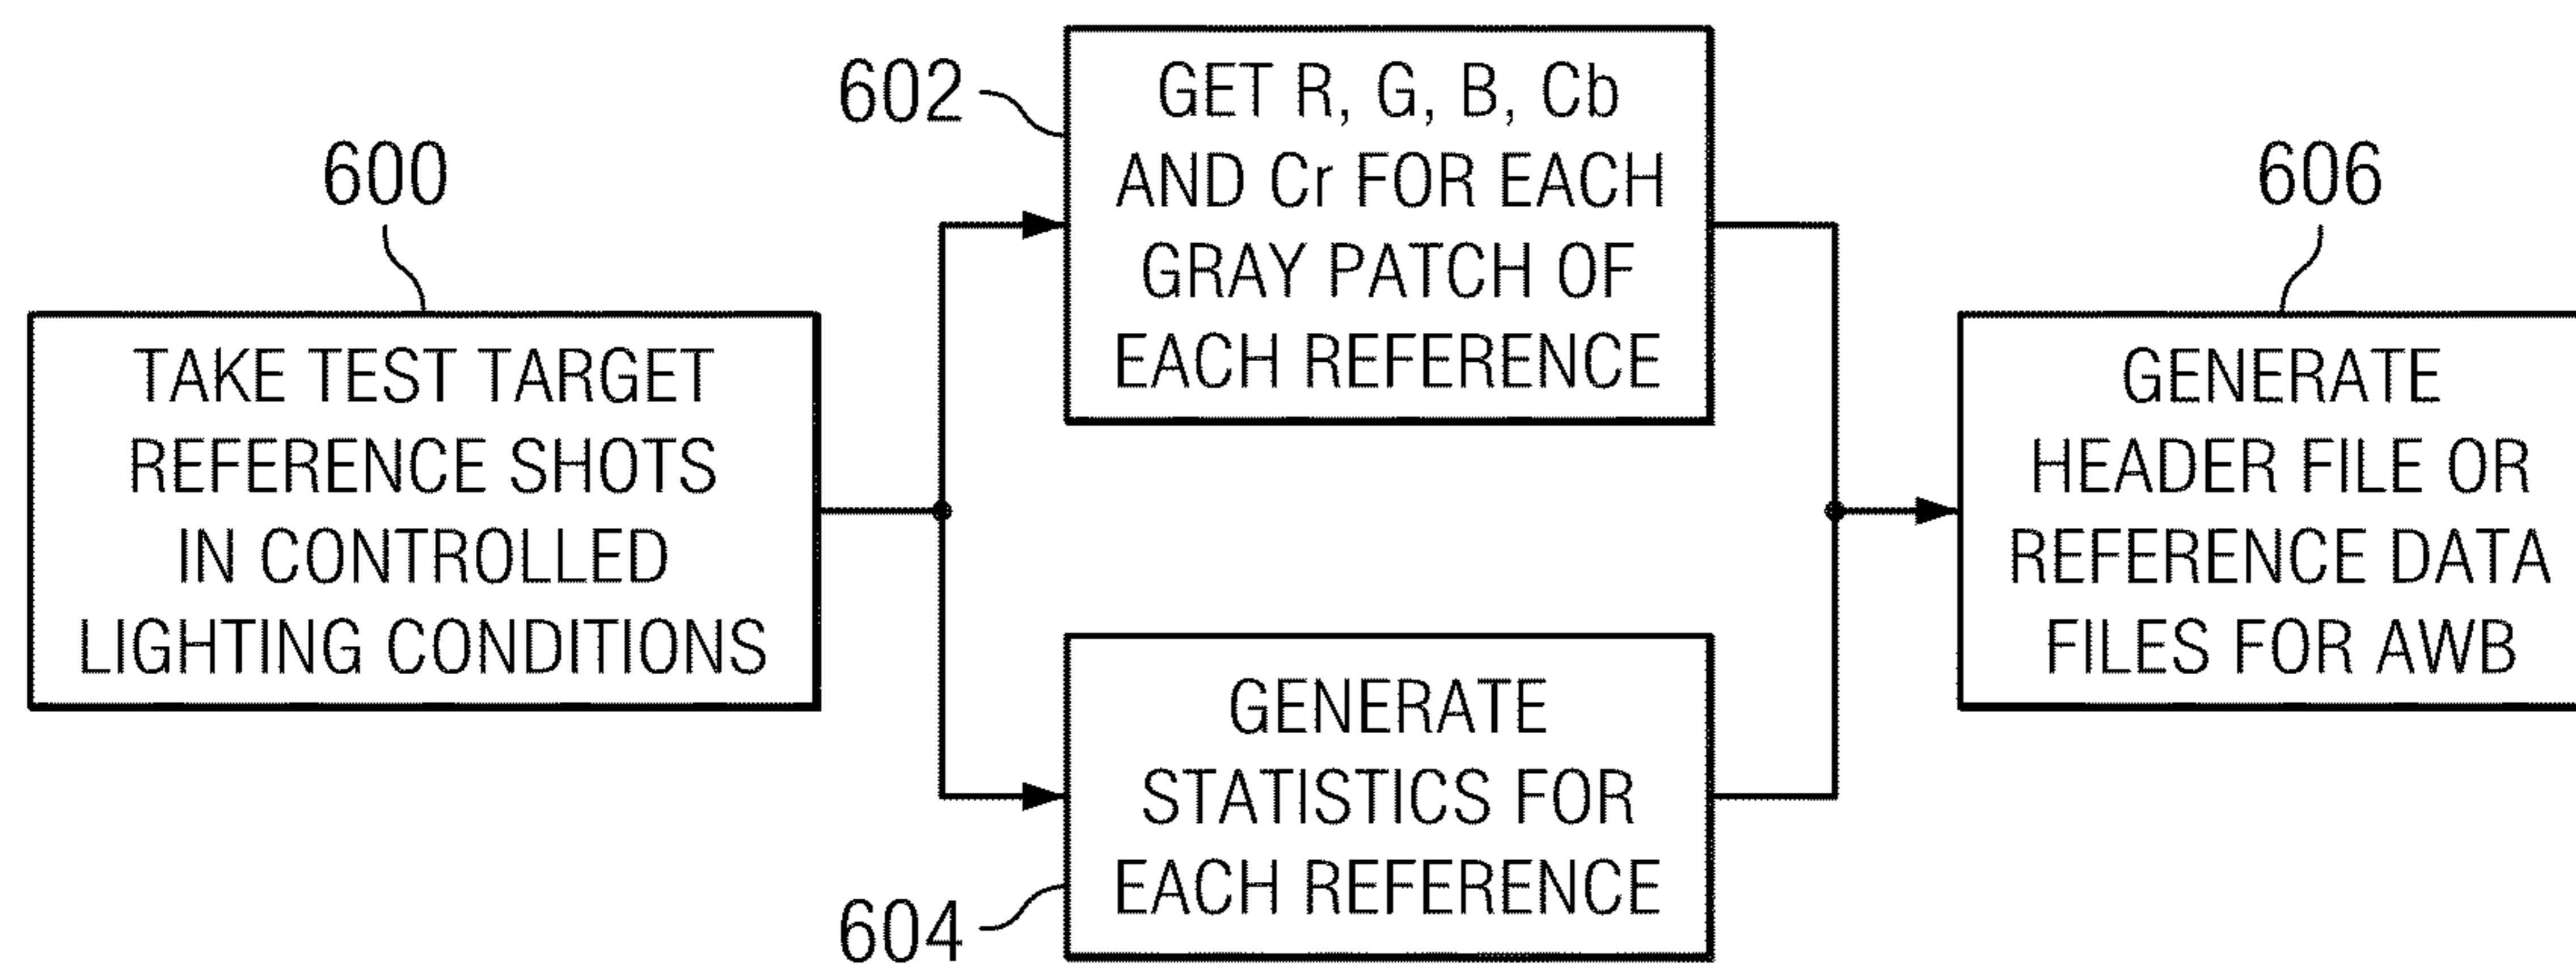 600
TAKE TEST TARGET
REFERENCE SHOTS
IN CONTROLLED
LIGHTING CONDITIONS
602
GET R, G, B, Cb
AND Cr FOR EACH
GRAY PATCH OF
EACH REFERENCE
604
GENERATE
STATISTICS FOR
EACH REFERENCE
606
GENERATE
HEADER FILE OR
REFERENCE DATA
FILES FOR AWB